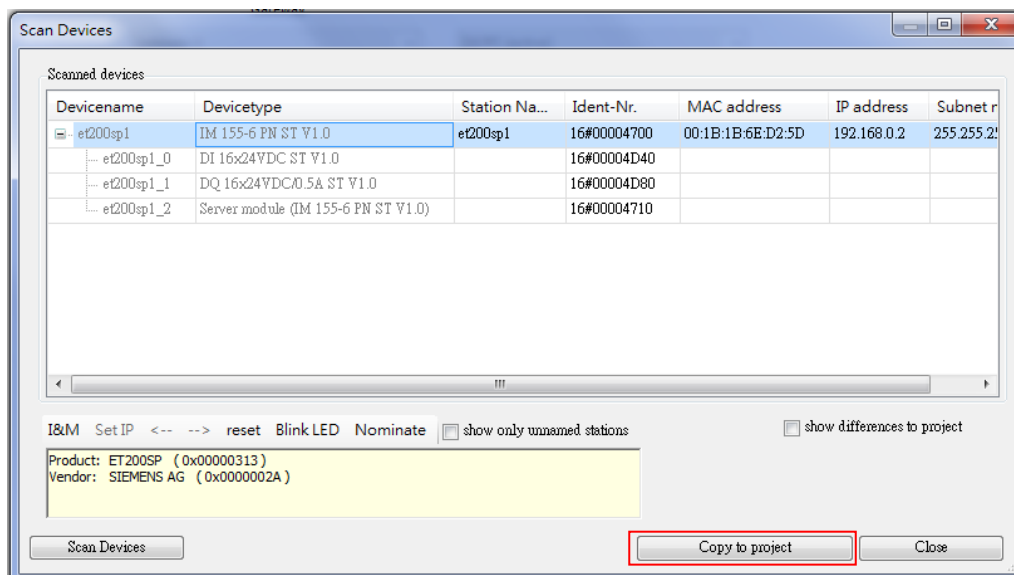 Scan Devices
Scanned devices
Devicename Devicetype Station Na... Ident-Nr. MAC address IP address Subnet r
et200sp1 IM 155-6 PN ST V1.0 et200sp1 16#00004700 00:1B:1B:6E:D2:5D 192.168.0.2 255.255.2
et200sp1_0 DI 16x24VDC ST V1.0 16#00004D40
et200sp1_1 DQ 16x24VDC/0.5A ST V1.0 16#00004D80
et200sp1_2 Server module (IM 155-6 PN ST V1.0) 16#00004710
I&M Set IP <-- --> reset Blink LED Nominate show only unnamed stations show differences to project
Product: ET200SP (0x00000313)
Vendor: SIEMENS AG (0x0000002A)
Scan Devices Copy to project Close